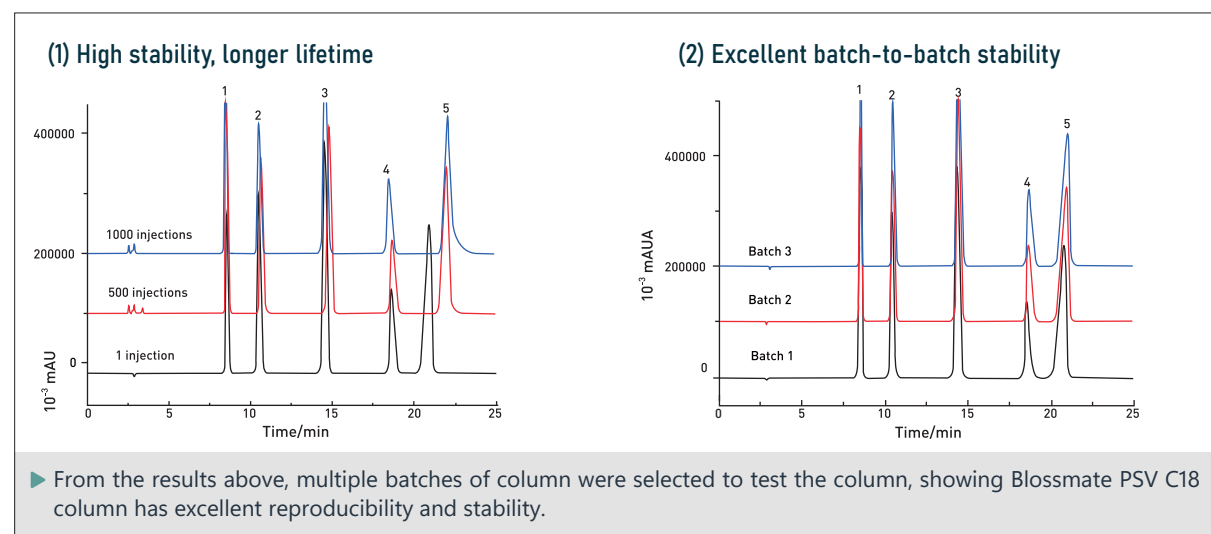 (1) High stability, longer lifetime
1
2
3
4
5
400000
1000 injections
200000
500 injections
1 injection
0
10⁻³ mAU
0 5 10 15 20 25
Time/min
(2) Excellent batch-to-batch stability
1
2
3
4
5
400000
Batch 3
200000
Batch 2
Batch 1
0
10⁻³ mAUA
0 5 10 15 20 25
Time/min
From the results above, multiple batches of column were selected to test the column, showing Blossmate PSV C18
column has excellent reproducibility and stability.